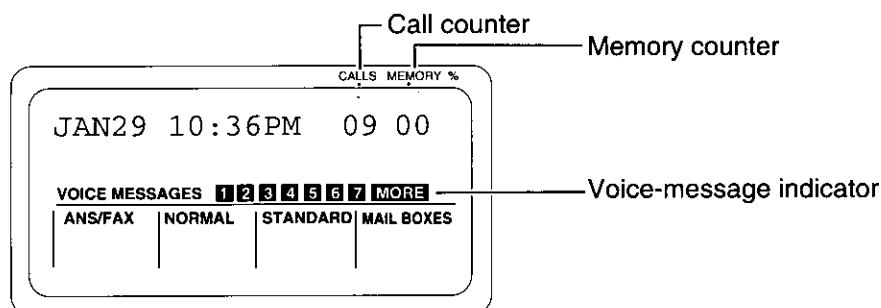 Call counter
Memory counter
CALLS MEMORY %
JAN29 10:36PM 09 00
VOICE MESSAGES 1 2 3 4 5 6 7 MORE
Voice-message indicator
ANS/FAX NORMAL STANDARD MAIL BOXES